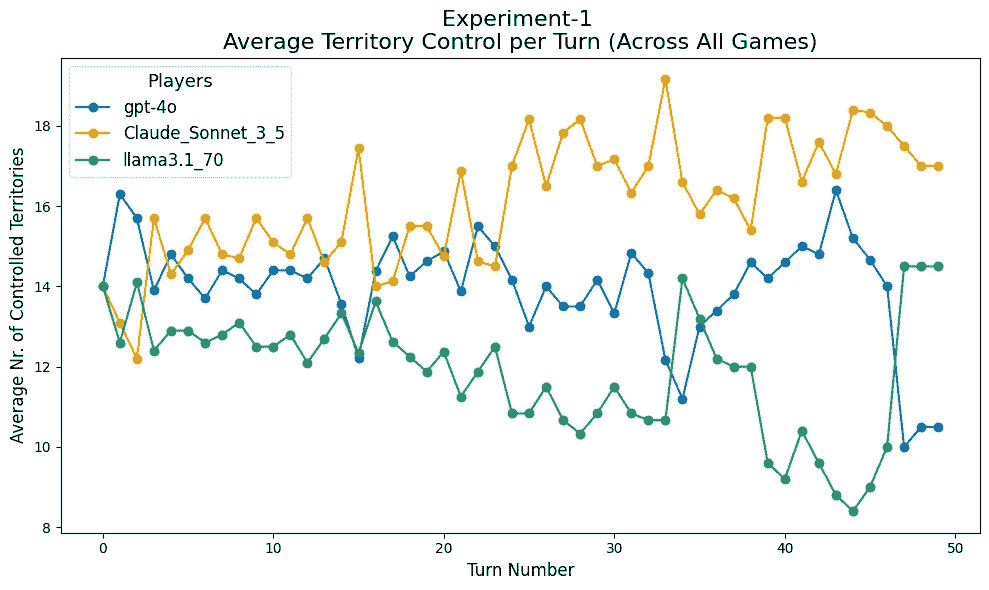 Experiment-1
Average Territory Control per Turn (Across All Games)
Players
gpt-4o
Claude_Sonnet_3_5
llama3.1_70
Average Nr. of Controlled Territories
18
16
14
12
10
8
0
10
20
30
40
50
Turn Number